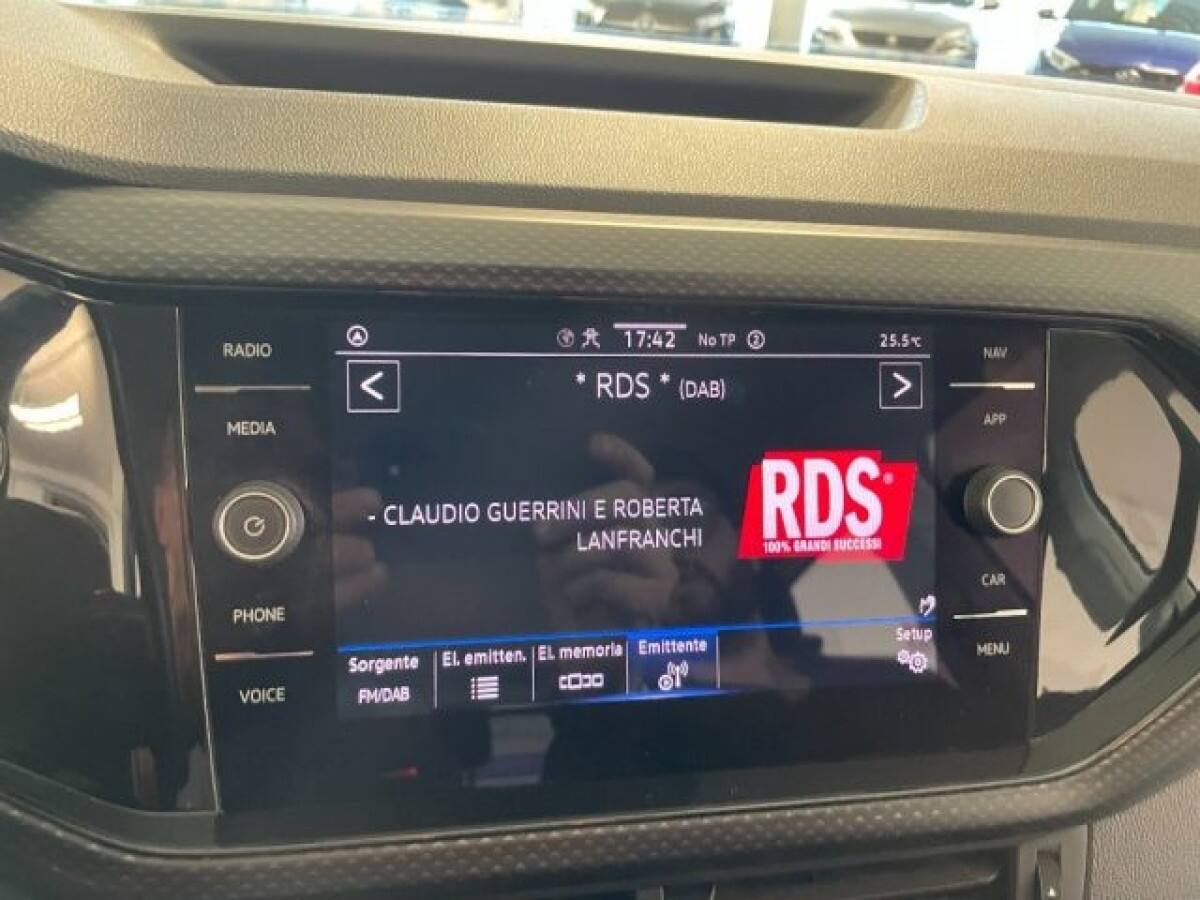 RADIO
MEDIA
PHONE
VOICE
17:42 No TP 2 25.5°C
< * RDS * (DAB) >
- CLAUDIO GUERRINI E ROBERTA
LANFRANCHI
RDS®
100% GRANDI SUCCESSI
Sorgente
FM/DAB
El. emitten.
El. memoria
Emittente
Setup
NAV
APP
CAR
MENU